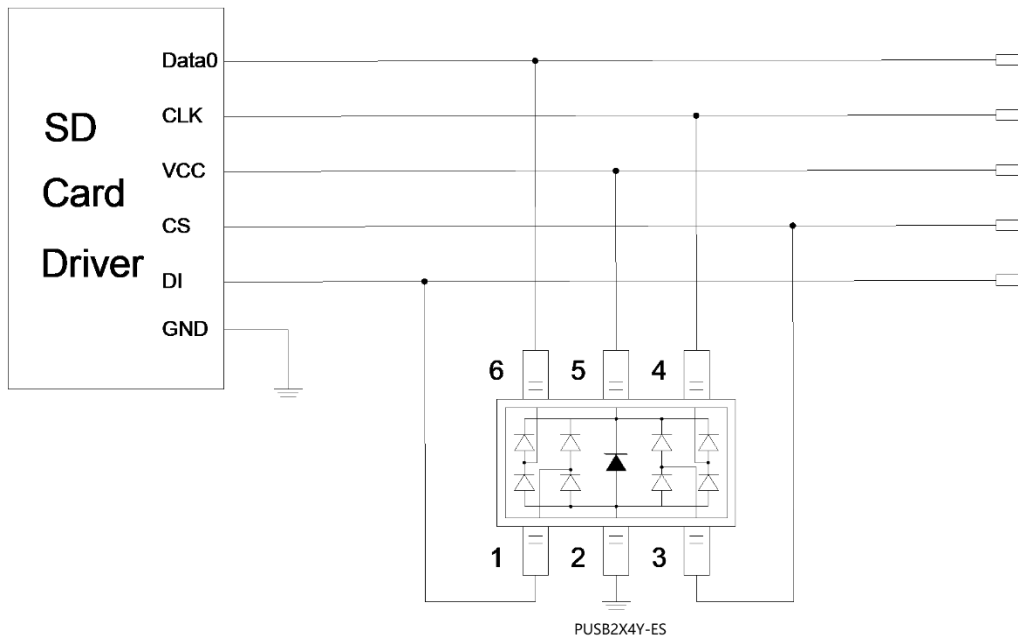 Data0
CLK
SD
VCC
Card
CS
Driver
DI
GND
6 5 4
1 2 3
PUSB2X4Y-ES